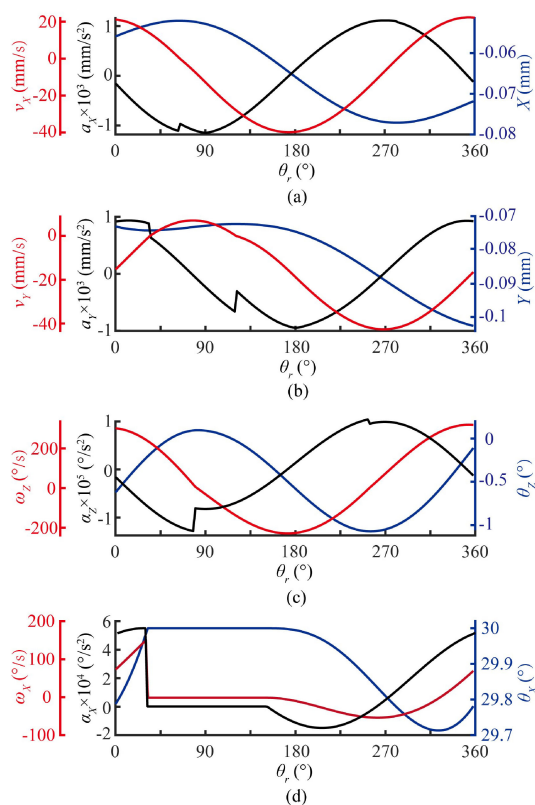 20
0
-20
-40
v_X (mm/s)
1
0
-1
a_X×10³ (mm/s²)
-0.06
-0.07
-0.08
X (mm)
0 90 180 270 360
θ_r (°)
(a)
0
-20
-40
v_Y (mm/s)
1
0
-1
a_Y×10³ (mm/s²)
-0.07
-0.08
-0.09
-0.1
Y (mm)
0 90 180 270 360
θ_r (°)
(b)
200
0
-200
ω_Z (°/s)
1
0
-1
α_Z×10⁵ (°/s²)
0
-0.5
-1
θ_Z (°)
0 90 180 270 360
θ_r (°)
(c)
200
100
0
-100
ω_X (°/s)
6
4
2
0
-2
α_X×10⁴ (°/s²)
30
29.9
29.8
29.7
θ_X (°)
0 90 180 270 360
θ_r (°)
(d)